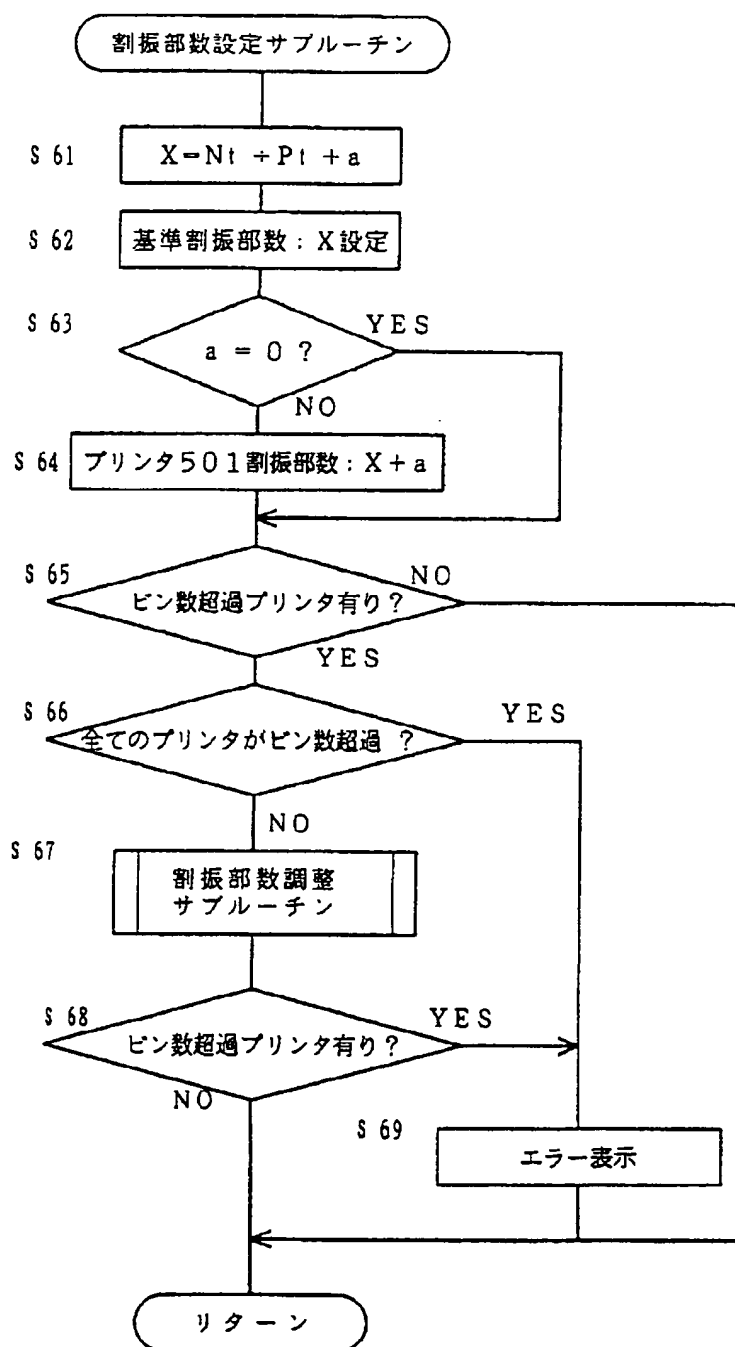 割振部数設定サブルーチン
S 61
X=Nt ÷Pt +a
S 62
基準割振部数:X設定
S 63
YES
a = 0 ?
NO
S 64
プリンタ501割振部数:X+a
S 65
NO
ビン数超過プリンタ有り?
YES
S 66
YES
全てのプリンタがビン数超過 ?
NO
S 67
割振部数調整
サブルーチン
S 68
YES
ビン数超過プリンタ有り?
NO
S 69
エラー表示
リターン